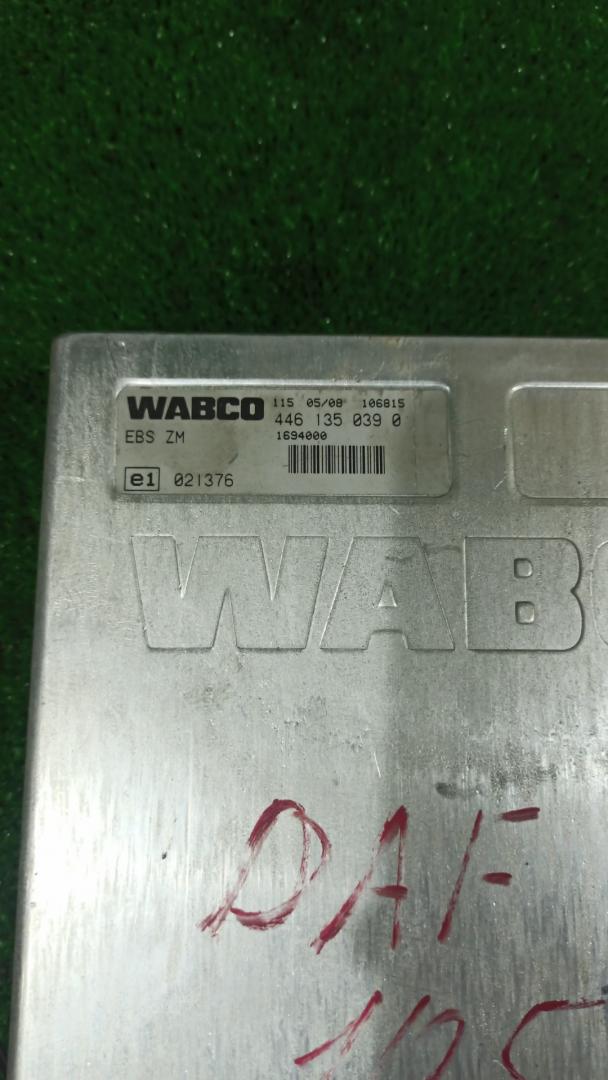 WABCO 115 05/08 106815
446 135 039 0
EBS ZM 1694000
e1 021376
WABC
DAF